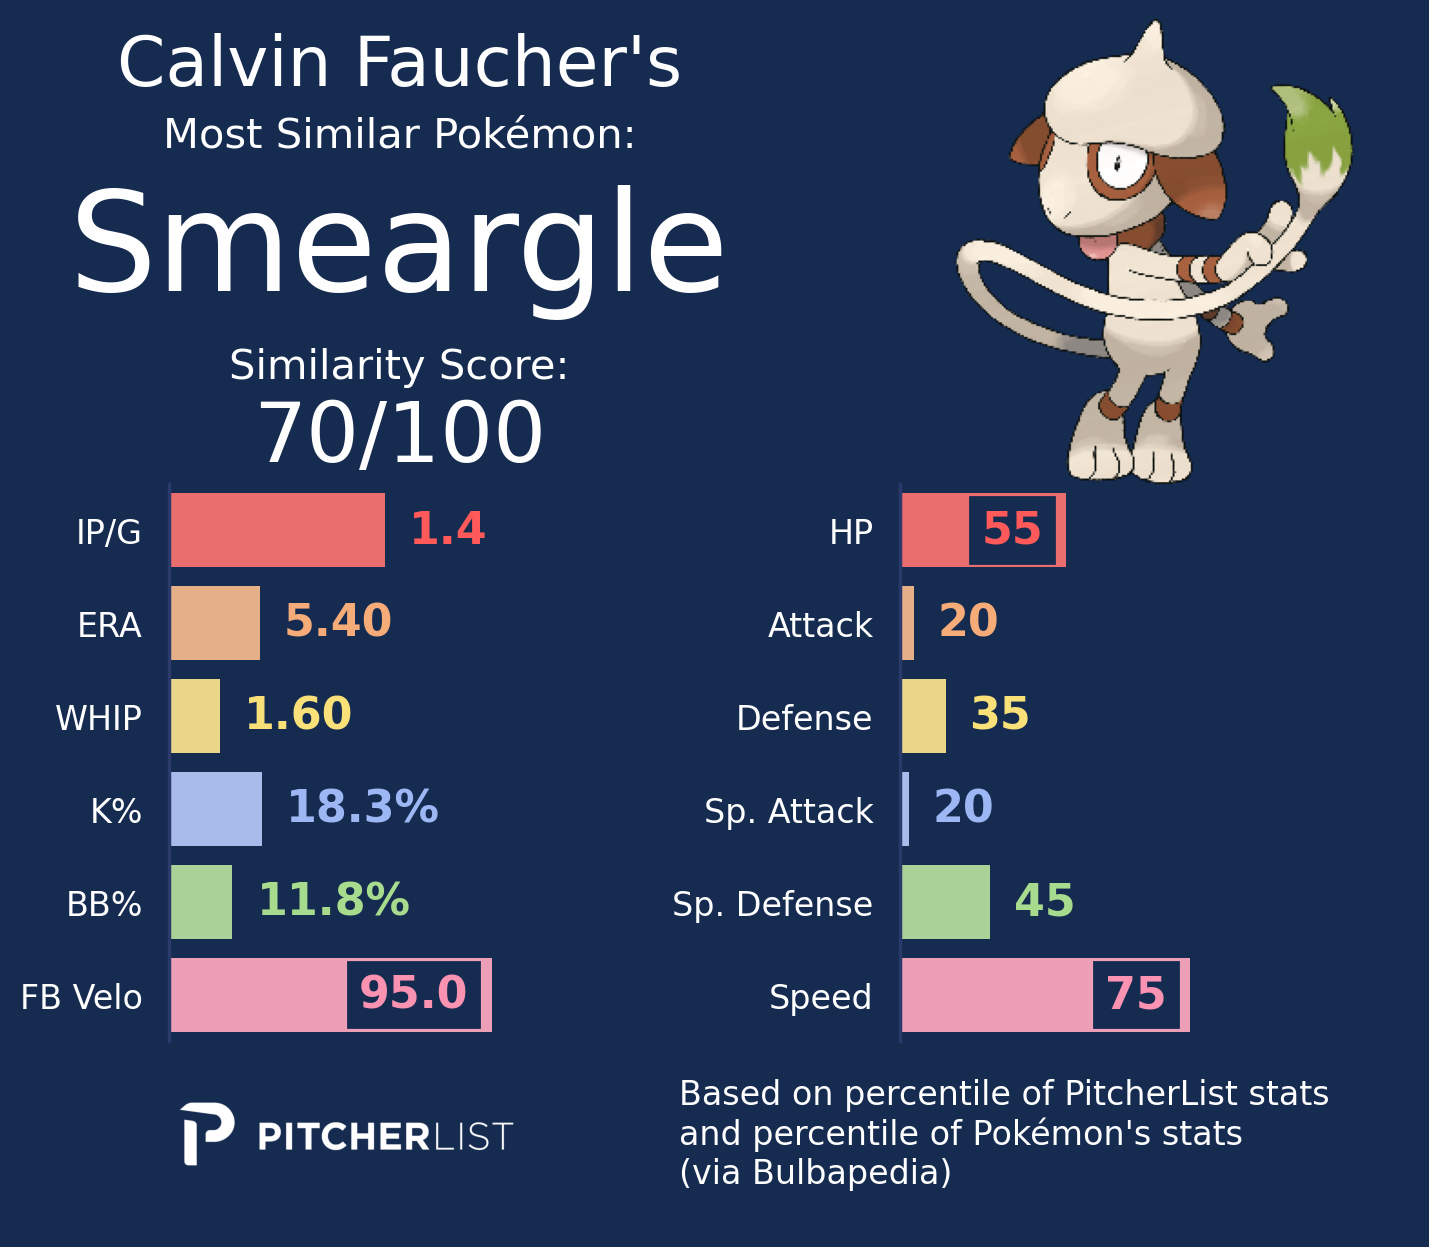 Calvin Faucher's
Most Similar Pokémon:
Smeargle
Similarity Score:
70/100
IP/G 1.4
ERA 5.40
WHIP 1.60
K% 18.3%
BB% 11.8%
FB Velo 95.0
HP 55
Attack 20
Defense 35
Sp. Attack 20
Sp. Defense 45
Speed 75
PITCHERLIST
Based on percentile of PitcherList stats
and percentile of Pokémon's stats
(via Bulbapedia)